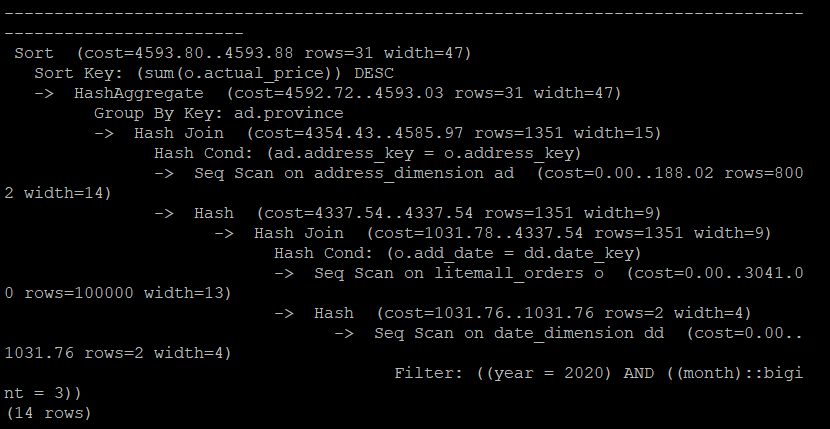 --------------------------------------------------------------------------------
------------------------
 Sort  (cost=4593.80..4593.88 rows=31 width=47)
   Sort Key: (sum(o.actual_price)) DESC
   ->  HashAggregate  (cost=4592.72..4593.03 rows=31 width=47)
         Group By Key: ad.province
         ->  Hash Join  (cost=4354.43..4585.97 rows=1351 width=15)
               Hash Cond: (ad.address_key = o.address_key)
               ->  Seq Scan on address_dimension ad  (cost=0.00..188.02 rows=800
2 width=14)
               ->  Hash  (cost=4337.54..4337.54 rows=1351 width=9)
                     ->  Hash Join  (cost=1031.78..4337.54 rows=1351 width=9)
                           Hash Cond: (o.add_date = dd.date_key)
                           ->  Seq Scan on litemall_orders o  (cost=0.00..3041.0
0 rows=100000 width=13)
                           ->  Hash  (cost=1031.76..1031.76 rows=2 width=4)
                                 ->  Seq Scan on date_dimension dd  (cost=0.00..
1031.76 rows=2 width=4)
                                       Filter: ((year = 2020) AND ((month)::bigi
nt = 3))
(14 rows)